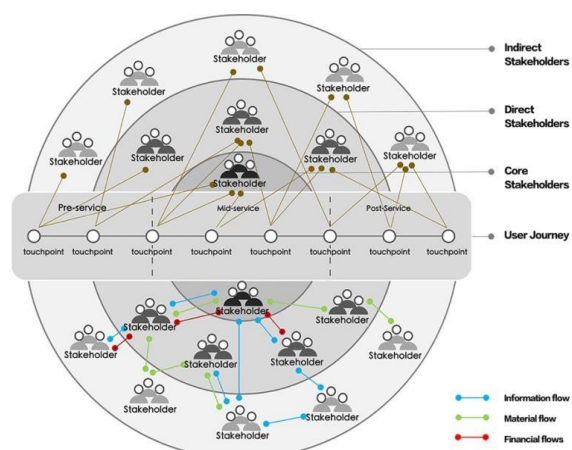 Stakeholder
Indirect
Stakeholders
Stakeholder
Stakeholder
Direct
Stakeholders
Stakeholder
Stakeholder
Stakeholder
Stakeholder
Stakeholder
Core
Stakeholders
Stakeholder
Pre-service
Mid-service
Post-Service
User Journey
touchpoint
touchpoint
touchpoint
touchpoint
touchpoint
touchpoint
touchpoint
touchpoint
Stakeholder
Stakeholder
Stakeholder
Stakeholder
Stakeholder
Stakeholder
Stakeholder
Stakeholder
Stakeholder
Stakeholder
Information flow
Material flow
Financial flows